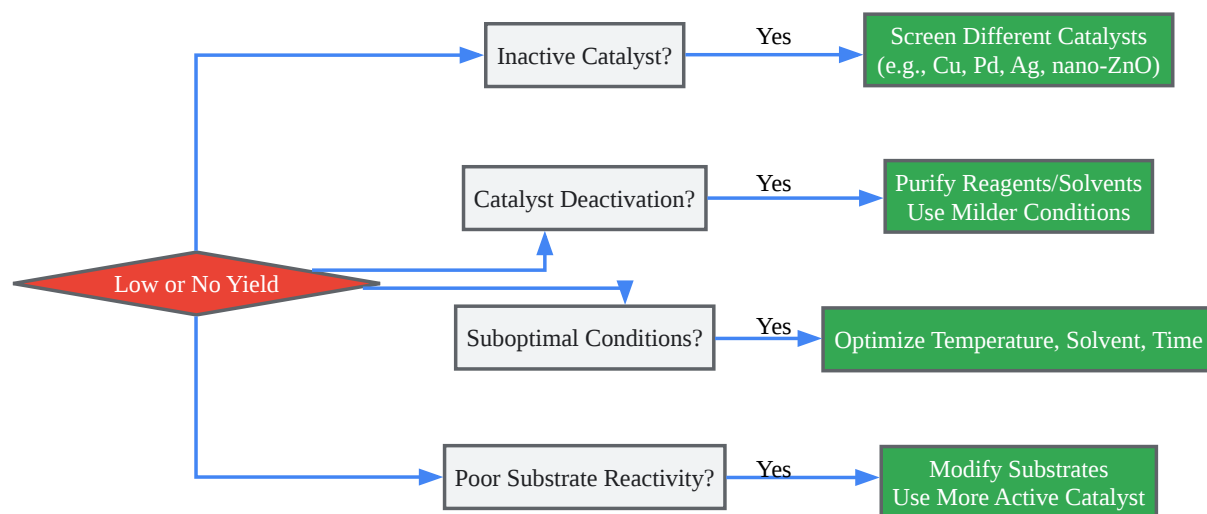 Inactive Catalyst?
Yes
Screen Different Catalysts
(e.g., Cu, Pd, Ag, nano-ZnO)
Catalyst Deactivation?
Yes
Purify Reagents/Solvents
Use Milder Conditions
Low or No Yield
Suboptimal Conditions?
Yes
Optimize Temperature, Solvent, Time
Poor Substrate Reactivity?
Yes
Modify Substrates
Use More Active Catalyst